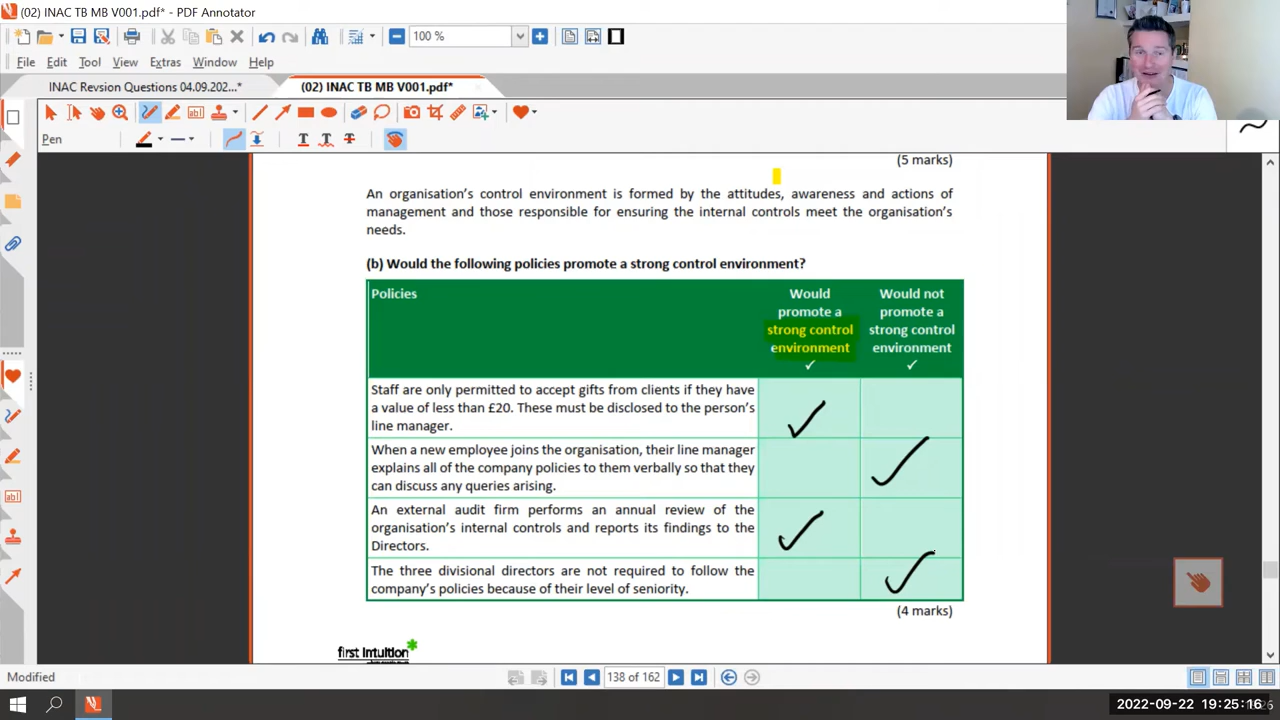 (02) INAC TB MB V001.pdf* - PDF Annotator
100 %
File Edit Tool View Extras Window Help
INAC Revsion Questions 04.09.202...* (02) INAC TB MB V001.pdf*
Pen
(5 marks)
An organisation's control environment is formed by the attitudes, awareness and actions of
management and those responsible for ensuring the internal controls meet the organisation's
needs.
(b) Would the following policies promote a strong control environment?
Policies
Would
promote a
strong control
environment
✓
Would not
promote a
strong control
environment
✓
Staff are only permitted to accept gifts from clients if they have
a value of less than £20. These must be disclosed to the person's
line manager.
When a new employee joins the organisation, their line manager
explains all of the company policies to them verbally so that they
can discuss any queries arising.
An external audit firm performs an annual review of the
organisation's internal controls and reports its findings to the
Directors.
The three divisional directors are not required to follow the
company's policies because of their level of seniority.
(4 marks)
first intuition
Modified
138 of 162
2022-09-22 19:25:16